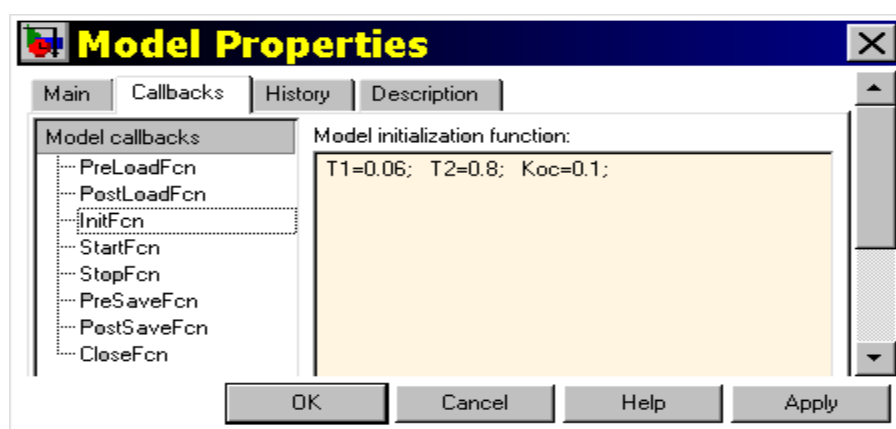 Model Properties
Main Callbacks History Description
Model callbacks
PreLoadFcn
PostLoadFcn
InitFcn
StartFcn
StopFcn
PreSaveFcn
PostSaveFcn
CloseFcn
Model initialization function:
T1=0.06; T2=0.8; Koc=0.1;
OK Cancel Help Apply